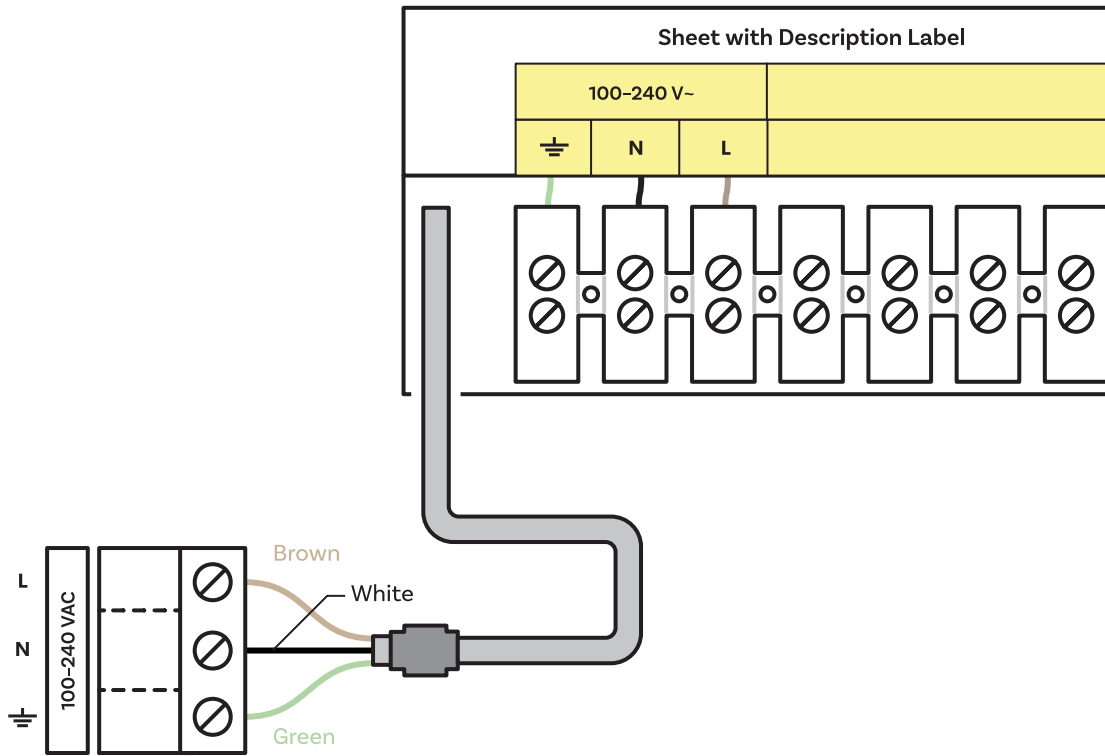 Sheet with Description Label
100–240 V~
N
L
Brown
L
White
100–240 VAC
N
Green